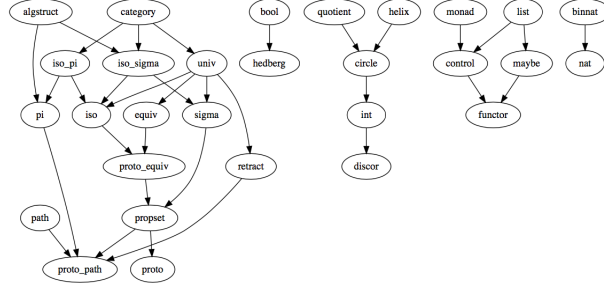 algstruct category bool quotient helix monad list binnat
iso_pi iso_sigma univ hedberg circle control maybe nat
pi iso equiv sigma int functor
proto_equiv retract discor
path propset
proto_path proto